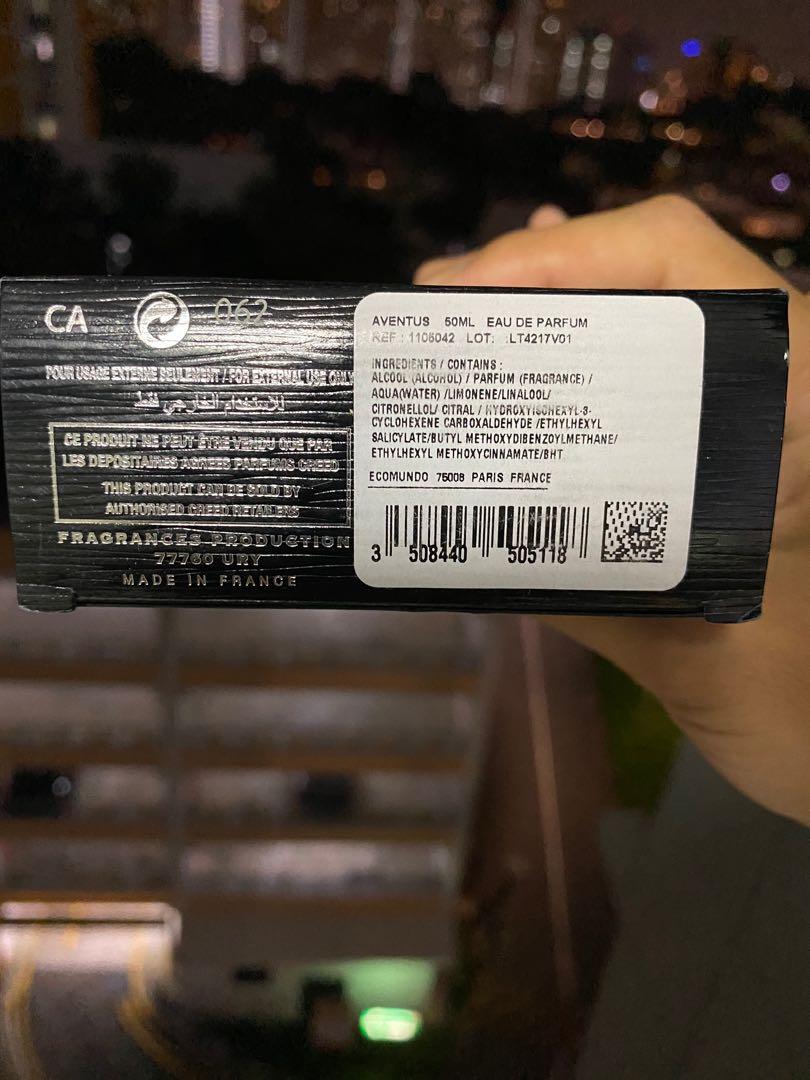 CA 062
POUR USAGE EXTERNE SEULEMENT / FOR EXTERNAL USE ONLY
للاستخدام الخارجي فقط
CE PRODUIT NE PEUT ÊTRE VENDU QUE PAR
LES DEPOSITAIRES AGREES PARFUMS CREED
THIS PRODUCT CAN BE SOLD BY
AUTHORISED CREED RETAILERS
FRAGRANCES PRODUCTION
77760 URY
MADE IN FRANCE
AVENTUS 50ML EAU DE PARFUM
REF : 1105042 LOT: :LT4217V01
INGREDIENTS / CONTAINS :
ALCOOL (ALCOHOL) / PARFUM (FRAGRANCE) /
AQUA(WATER) /LIMONENE/LINALOOL/
CITRONELLOL/ CITRAL / HYDROXYISOHEXYL-3-
CYCLOHEXENE CARBOXALDEHYDE /ETHYLHEXYL
SALICYLATE/BUTYL METHOXYDIBENZOYLMETHANE/
ETHYLHEXYL METHOXYCINNAMATE/BHT
ECOMUNDO 75008 PARIS FRANCE
3 508440 505118